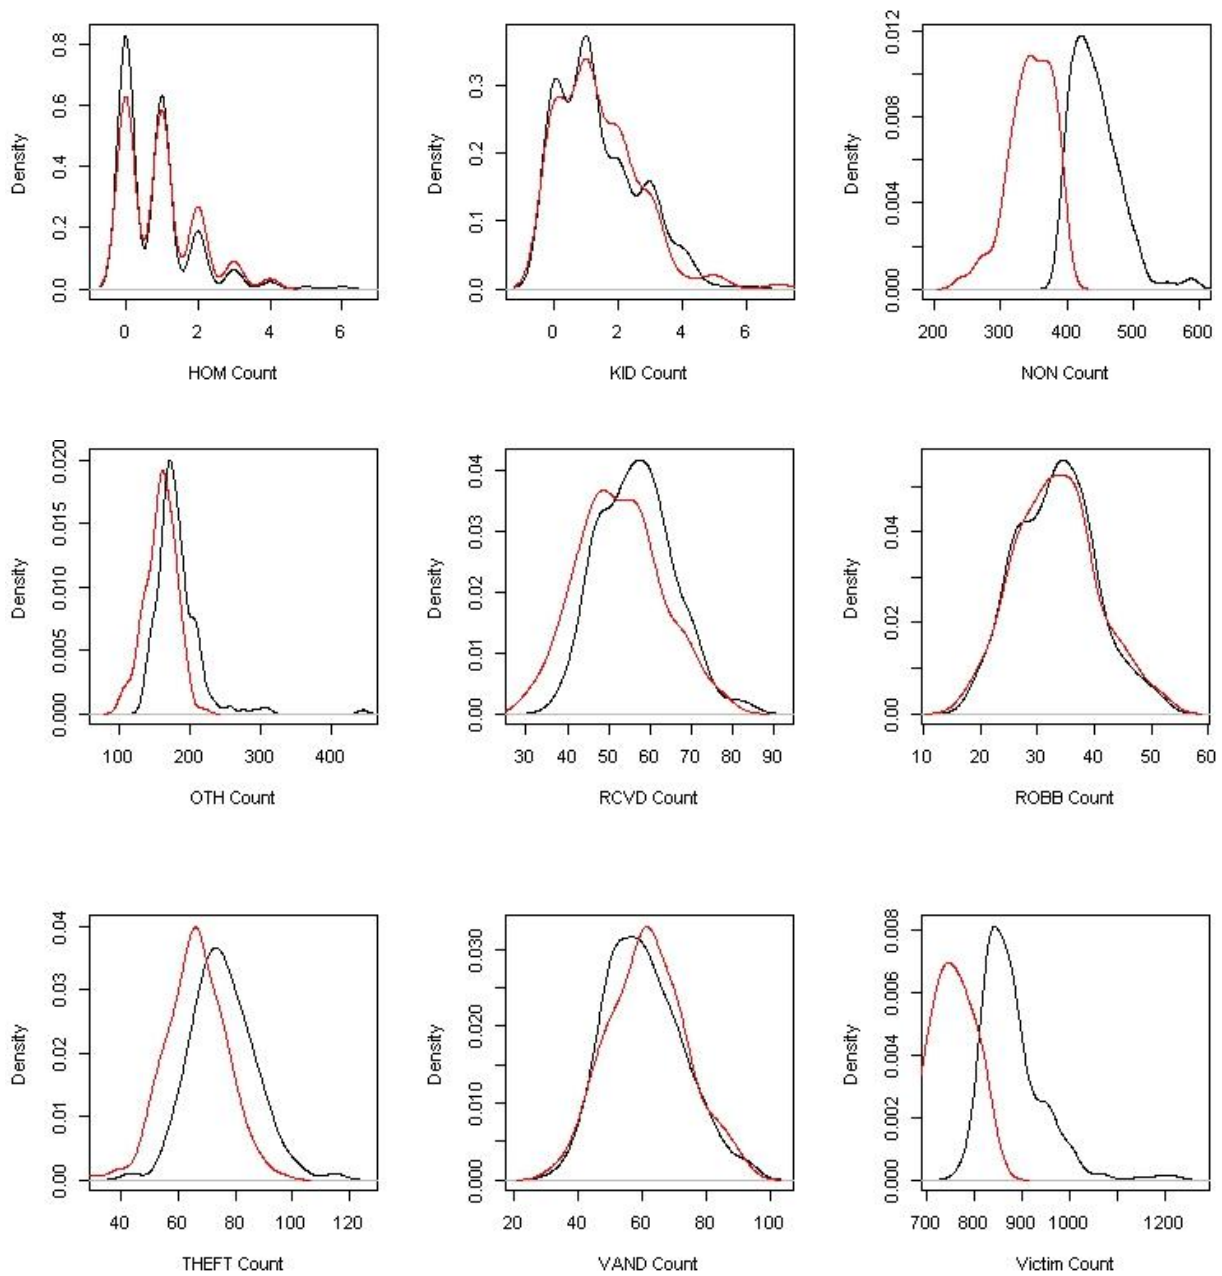 Density
0.0 0.2 0.4 0.6 0.8
0 2 4 6
HOM Count
Density
0.0 0.1 0.2 0.3
0 2 4 6
KID Count
Density
0.000 0.004 0.008 0.012
200 300 400 500 600
NON Count
Density
0.000 0.005 0.010 0.015 0.020
100 200 300 400
OTH Count
Density
0.00 0.01 0.02 0.03 0.04
30 40 50 60 70 80 90
RCVD Count
Density
0.00 0.02 0.04
10 20 30 40 50 60
ROBB Count
Density
0.00 0.01 0.02 0.03 0.04
40 60 80 100 120
THEFT Count
Density
0.000 0.010 0.020 0.030
20 40 60 80 100
VAND Count
Density
0.000 0.002 0.004 0.006 0.008
700 800 900 1000 1200
Victim Count